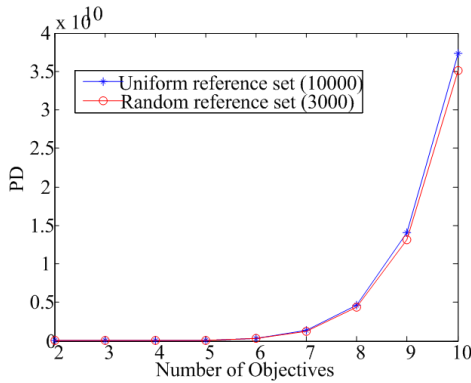 x 10^10
4
3.5
3
2.5
2
1.5
1
0.5
0
PD
Uniform reference set (10000)
Random reference set (3000)
2 3 4 5 6 7 8 9 10
Number of Objectives